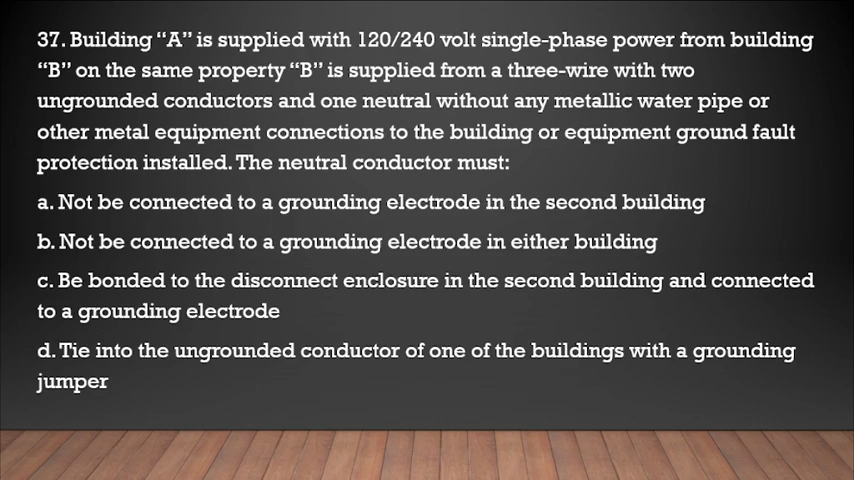 37. Building “A” is supplied with 120/240 volt single-phase power from building
“B” on the same property “B” is supplied from a three-wire with two
ungrounded conductors and one neutral without any metallic water pipe or
other metal equipment connections to the building or equipment ground fault
protection installed. The neutral conductor must:
a. Not be connected to a grounding electrode in the second building
b. Not be connected to a grounding electrode in either building
c. Be bonded to the disconnect enclosure in the second building and connected
to a grounding electrode
d. Tie into the ungrounded conductor of one of the buildings with a grounding
jumper